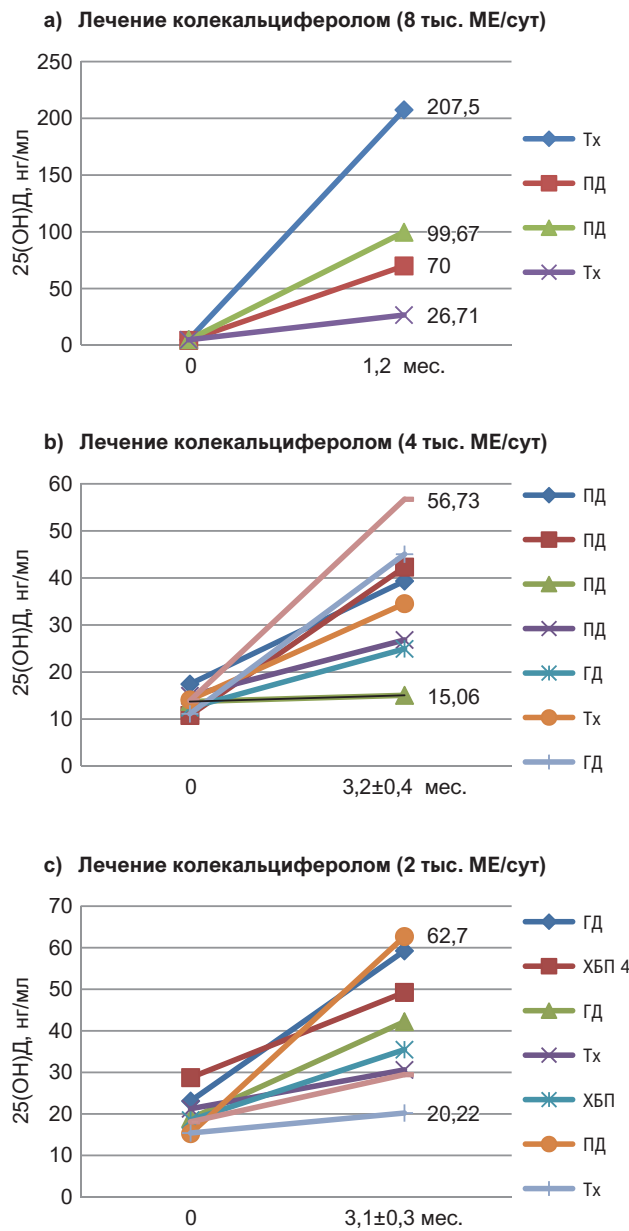 a) Лечение колекальциферолом (8 тыс. МЕ/сут)
25(ОН)Д, нг/мл
250
200
150
100
50
0
207,5
99,67
70
26,71
0
1,2 мес.
Тх
ПД
ПД
Тх
b) Лечение колекальциферолом (4 тыс. МЕ/сут)
25(ОН)Д, нг/мл
60
50
40
30
20
10
0
56,73
15,06
0
3,2±0,4 мес.
ПД
ПД
ПД
ПД
ГД
Тх
ГД
c) Лечение колекальциферолом (2 тыс. МЕ/сут)
25(ОН)Д, нг/мл
70
60
50
40
30
20
10
0
62,7
20,22
0
3,1±0,3 мес.
ГД
ХБП 4
ГД
Тх
ХБП
ПД
Тх